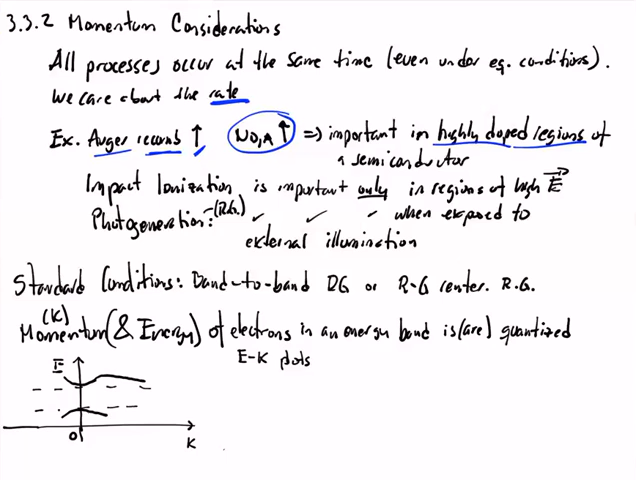 3.3.2 Momentum Considerations
All processes occur at the same time (even under eq. conditions).
We care about the rate
Ex. Auger recomb ↑ ND,A ↑ => important in highly doped regions of
a semiconductor
Impact Ionization is important only in regions of high E
Photogeneration: -(R.G.) ✓ ✓ ✓ when exposed to
external illumination
Standard Conditions: Band-to-band RG or R-G center. R.G.
(K)
Momentum (& Energy) of electrons in an energy band is (are) quantized
E-K plots
E
0
K